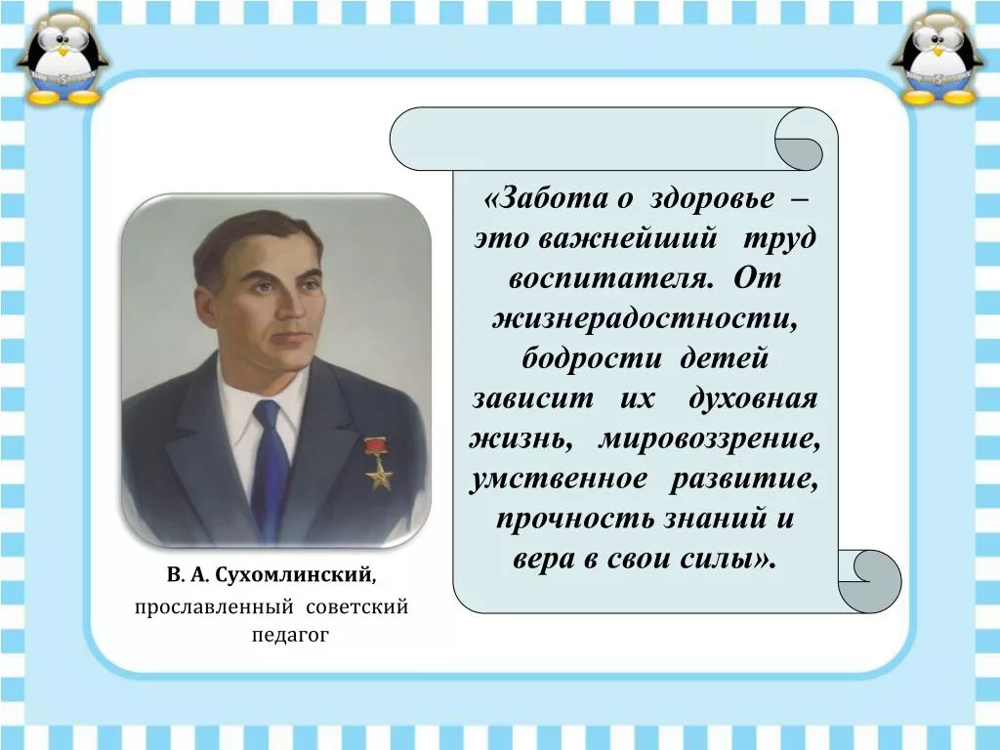 «Забота о здоровье –
это важнейший труд
воспитателя. От
жизнерадостности,
бодрости детей
зависит их духовная
жизнь, мировоззрение,
умственное развитие,
прочность знаний и
вера в свои силы».
В. А. Сухомлинский,
прославленный советский
педагог